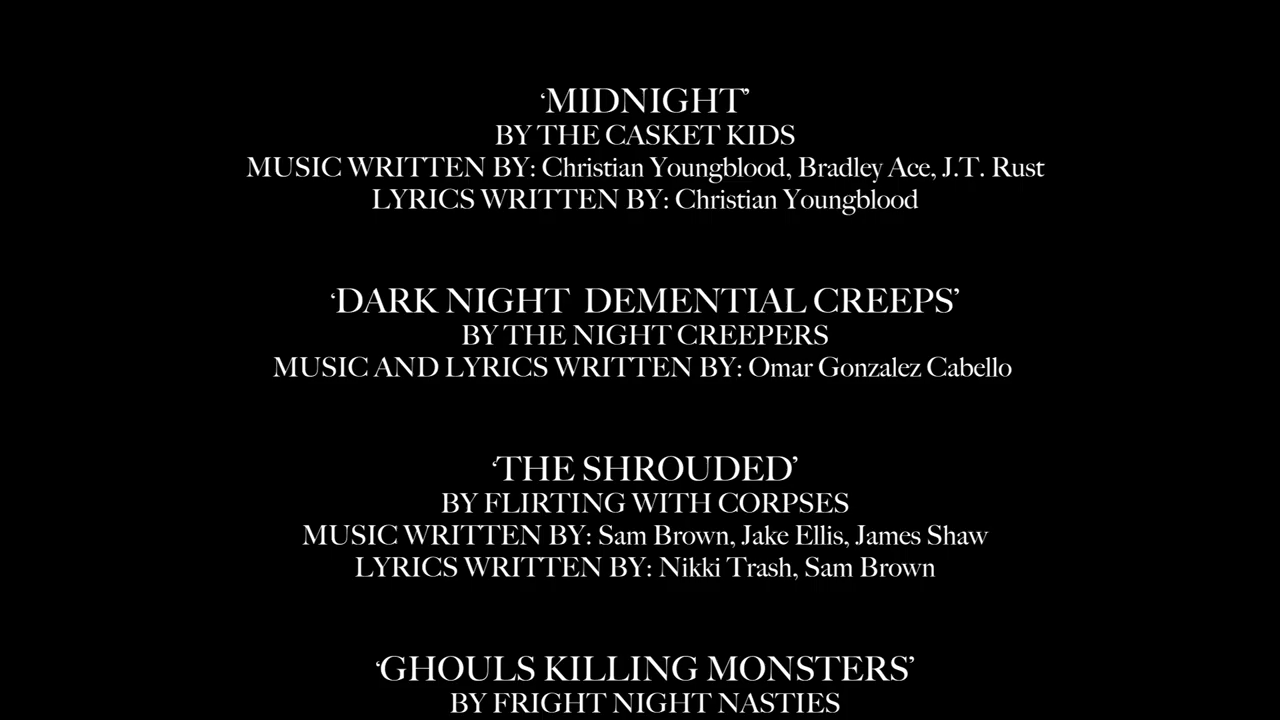 ‘MIDNIGHT’
BY THE CASKET KIDS
MUSIC WRITTEN BY: Christian Youngblood, Bradley Ace, J.T. Rust
LYRICS WRITTEN BY: Christian Youngblood
‘DARK NIGHT  DEMENTIAL CREEPS’
BY THE NIGHT CREEPERS
MUSIC AND LYRICS WRITTEN BY: Omar Gonzalez Cabello
‘THE SHROUDED’
BY FLIRTING WITH CORPSES
MUSIC WRITTEN BY: Sam Brown, Jake Ellis, James Shaw
LYRICS WRITTEN BY: Nikki Trash, Sam Brown
‘GHOULS KILLING MONSTERS’
BY FRIGHT NIGHT NASTIES